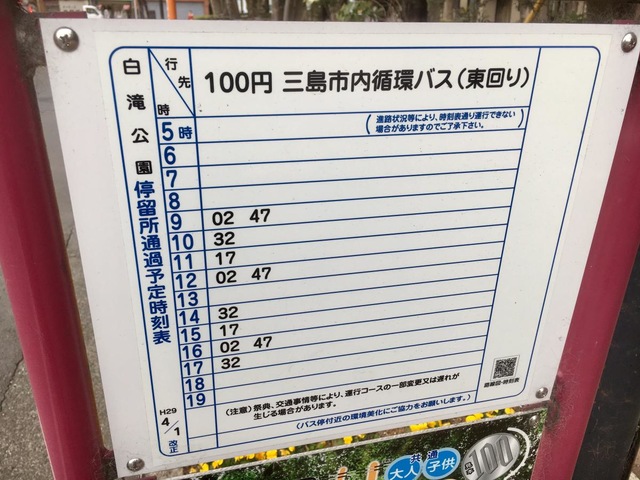 白滝公園
停留所通過予定時刻表
H29
4/1
改正
行先
時
100円 三島市内循環バス(東回り)
(進路状況等により、時刻表通り運行できない
場合がありますのでご了承下さい。)
5時
6
7
8
9 02 47
10 32
11 17
12 02 47
13
14 32
15 17
16 02 47
17 32
18
19
(注意)祭典、交通事情等により、運行コースの一部変更又は遅れが
生じる場合があります。
(バス停付近の環境美化にご協力をお願いします。)
路線図・時刻表
共通
大人 子供
100